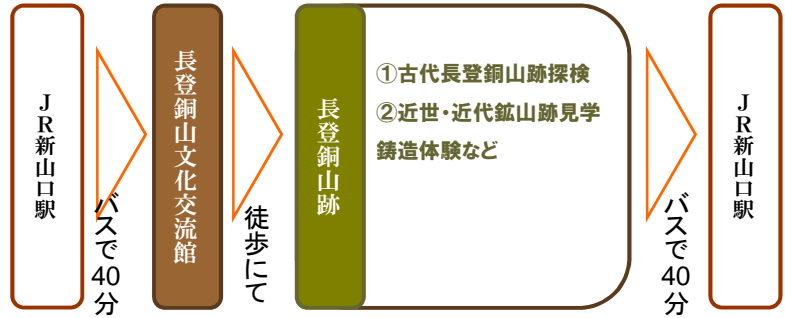 JR新山口駅
バスで40分
長登銅山文化交流館
徒歩にて
長登銅山跡
①古代長登銅山跡探検
②近世・近代鉱山跡見学
鋳造体験など
バスで40分
JR新山口駅